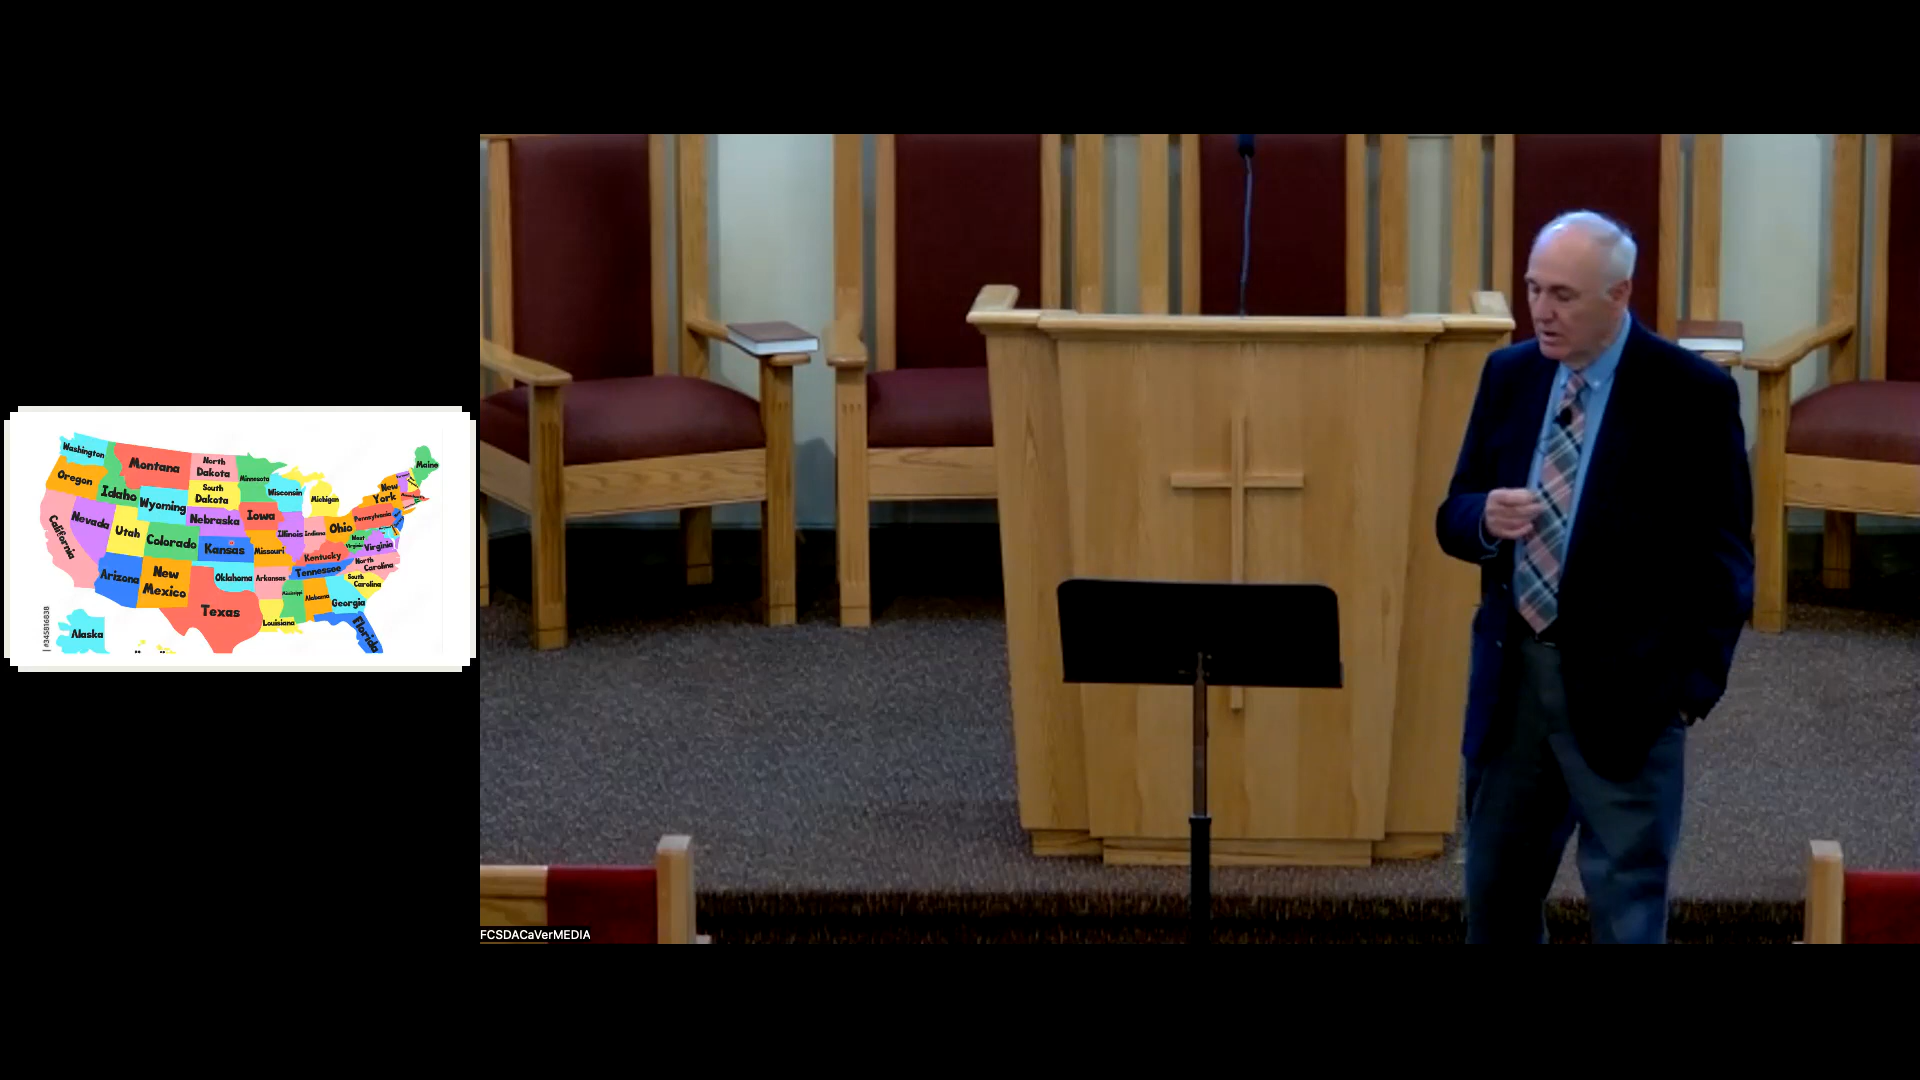 Washington
Montana
North
Dakota
Minnesota
Maine
Oregon
Idaho
Wyoming
South
Dakota
Wisconsin
Michigan
New
York
California
Nevada
Utah
Colorado
Nebraska
Iowa
Illinois
Indiana
Ohio
Pennsylvania
Kansas
Missouri
Kentucky
West
Virginia
Virginia
Arizona
New
Mexico
Oklahoma
Arkansas
Tennessee
North
Carolina
South
Carolina
Texas
Louisiana
Mississippi
Alabama
Georgia
Florida
Alaska
#345816838
FCSDACaVerMEDIA